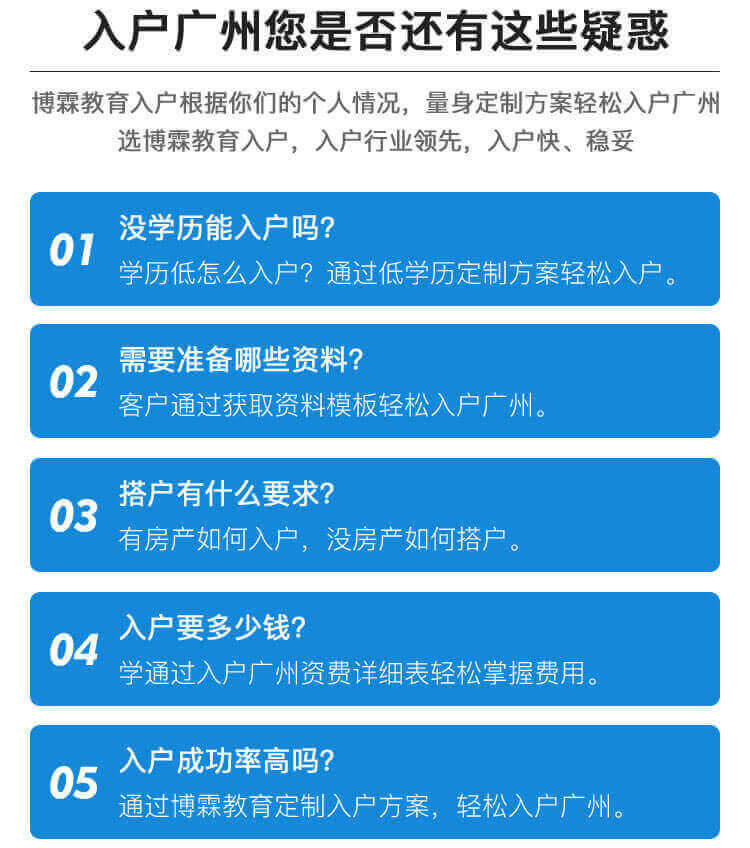 入户广州您是否还有这些疑惑
博霖教育入户根据你们的个人情况，量身定制方案轻松入户广州
选博霖教育入户，入户行业领先，入户快、稳妥
01
没学历能入户吗？
学历低怎么入户？通过低学历定制方案轻松入户。
02
需要准备哪些资料？
客户通过获取资料模板轻松入户广州。
03
搭户有什么要求？
有房产如何入户，没房产如何搭户。
04
入户要多少钱？
学通过入户广州资费详细表轻松掌握费用。
05
入户成功率高吗？
通过博霖教育定制入户方案，轻松入户广州。